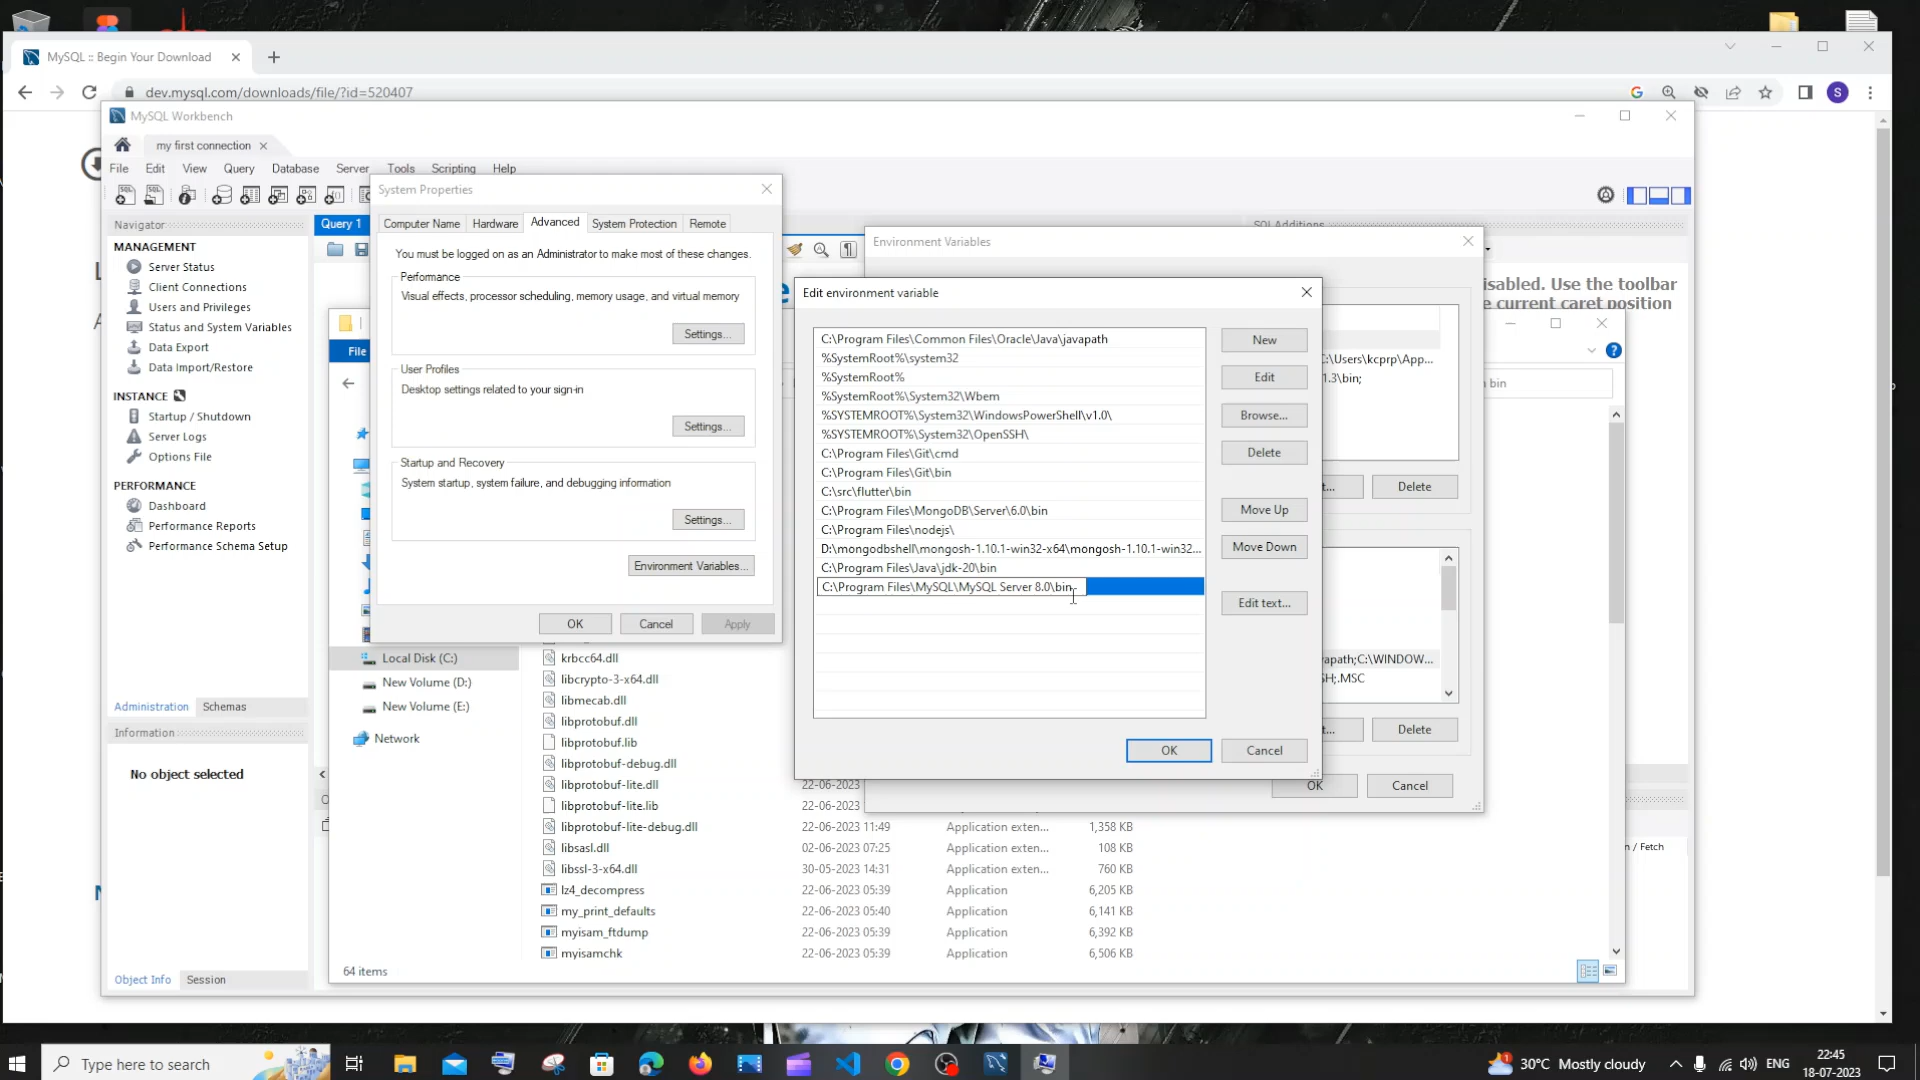 MySQL :: Begin Your Download
dev.mysql.com/downloads/file/?id=520407
S
MySQL Workbench
my first connection
File Edit View Query Database Server Tools Scripting Help
Navigator
MANAGEMENT
Server Status
Client Connections
Users and Privileges
Status and System Variables
Data Export
Data Import/Restore
INSTANCE
Startup / Shutdown
Server Logs
Options File
PERFORMANCE
Dashboard
Performance Reports
Performance Schema Setup
Administration Schemas
Information
No object selected
Object Info Session
Query 1
SQL Additions
isabled. Use the toolbar
e current caret position
System Properties
Computer Name Hardware Advanced System Protection Remote
You must be logged on as an Administrator to make most of these changes.
Performance
Visual effects, processor scheduling, memory usage, and virtual memory
Settings...
User Profiles
Desktop settings related to your sign-in
Settings...
Startup and Recovery
System startup, system failure, and debugging information
Settings...
Environment Variables...
OK Cancel Apply
Environment Variables
C:\Users\kcprp\App...
1.3\bin;
t... Delete
vapath;C:\WINDOW...
SH;.MSC
t... Delete
OK Cancel
Edit environment variable
C:\Program Files\Common Files\Oracle\Java\javapath
%SystemRoot%\system32
%SystemRoot%
%SystemRoot%\System32\Wbem
%SYSTEMROOT%\System32\WindowsPowerShell\v1.0\
%SYSTEMROOT%\System32\OpenSSH\
C:\Program Files\Git\cmd
C:\Program Files\Git\bin
C:\src\flutter\bin
C:\Program Files\MongoDB\Server\6.0\bin
C:\Program Files\nodejs\
D:\mongodbshell\mongosh-1.10.1-win32-x64\mongosh-1.10.1-win32...
C:\Program Files\Java\jdk-20\bin
C:\Program Files\MySQL\MySQL Server 8.0\bin
New
Edit
Browse...
Delete
Move Up
Move Down
Edit text...
OK Cancel
File
bin
Local Disk (C:)
New Volume (D:)
New Volume (E:)
Network
krbcc64.dll
libcrypto-3-x64.dll
libmecab.dll
libprotobuf.dll
libprotobuf.lib
libprotobuf-debug.dll
libprotobuf-lite.dll 22-06-2023
libprotobuf-lite.lib 22-06-2023
libprotobuf-lite-debug.dll 22-06-2023 11:49 Application exten... 1,358 KB
libsasl.dll 02-06-2023 07:25 Application exten... 108 KB
libssl-3-x64.dll 30-05-2023 14:31 Application exten... 760 KB
lz4_decompress 22-06-2023 05:39 Application 6,205 KB
my_print_defaults 22-06-2023 05:40 Application 6,141 KB
myisam_ftdump 22-06-2023 05:39 Application 6,392 KB
myisamchk 22-06-2023 05:39 Application 6,506 KB
64 items
n / Fetch
Type here to search
30°C Mostly cloudy
ENG
22:45
18-07-2023